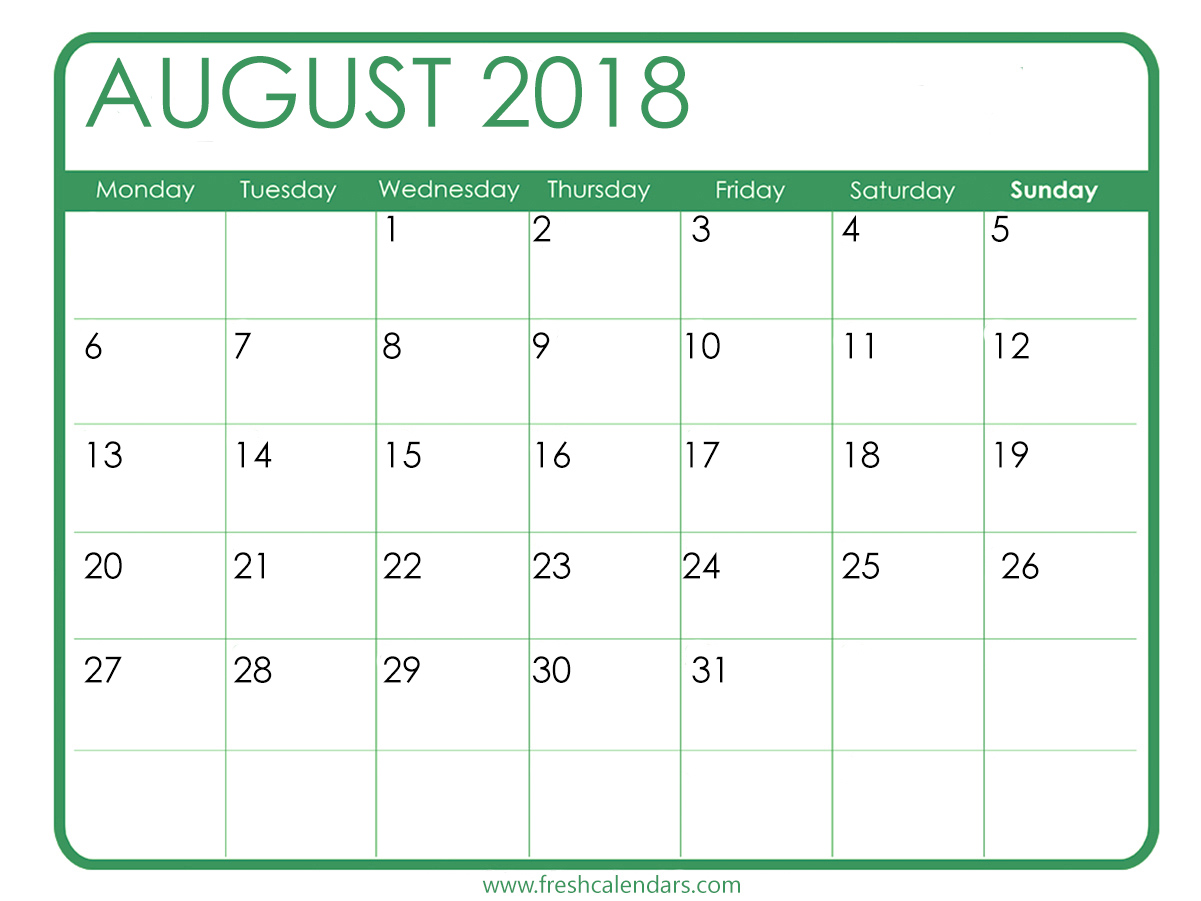 AUGUST 2018
Monday Tuesday Wednesday Thursday Friday Saturday Sunday
1 2 3 4 5
6 7 8 9 10 11 12
13 14 15 16 17 18 19
20 21 22 23 24 25 26
27 28 29 30 31
www.freshcalendars.com